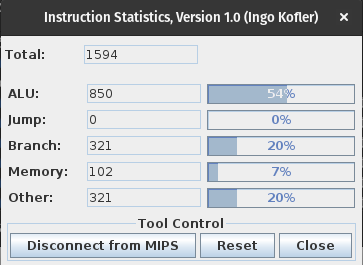 Instruction Statistics, Version 1.0 (Ingo Kofler) ×
Total: 1594
ALU: 850 54%
Jump: 0 0%
Branch: 321 20%
Memory: 102 7%
Other: 321 20%
Tool Control
Disconnect from MIPS Reset Close